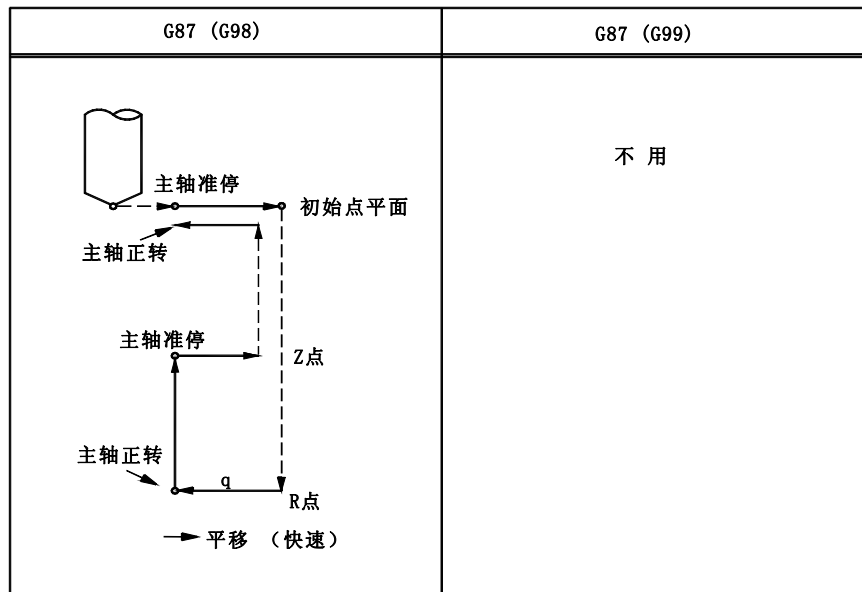 G87 (G98)
G87 (G99)
不用
主轴准停
初始点平面
主轴正转
主轴准停
Z点
主轴正转
q
R点
平移 （快速）